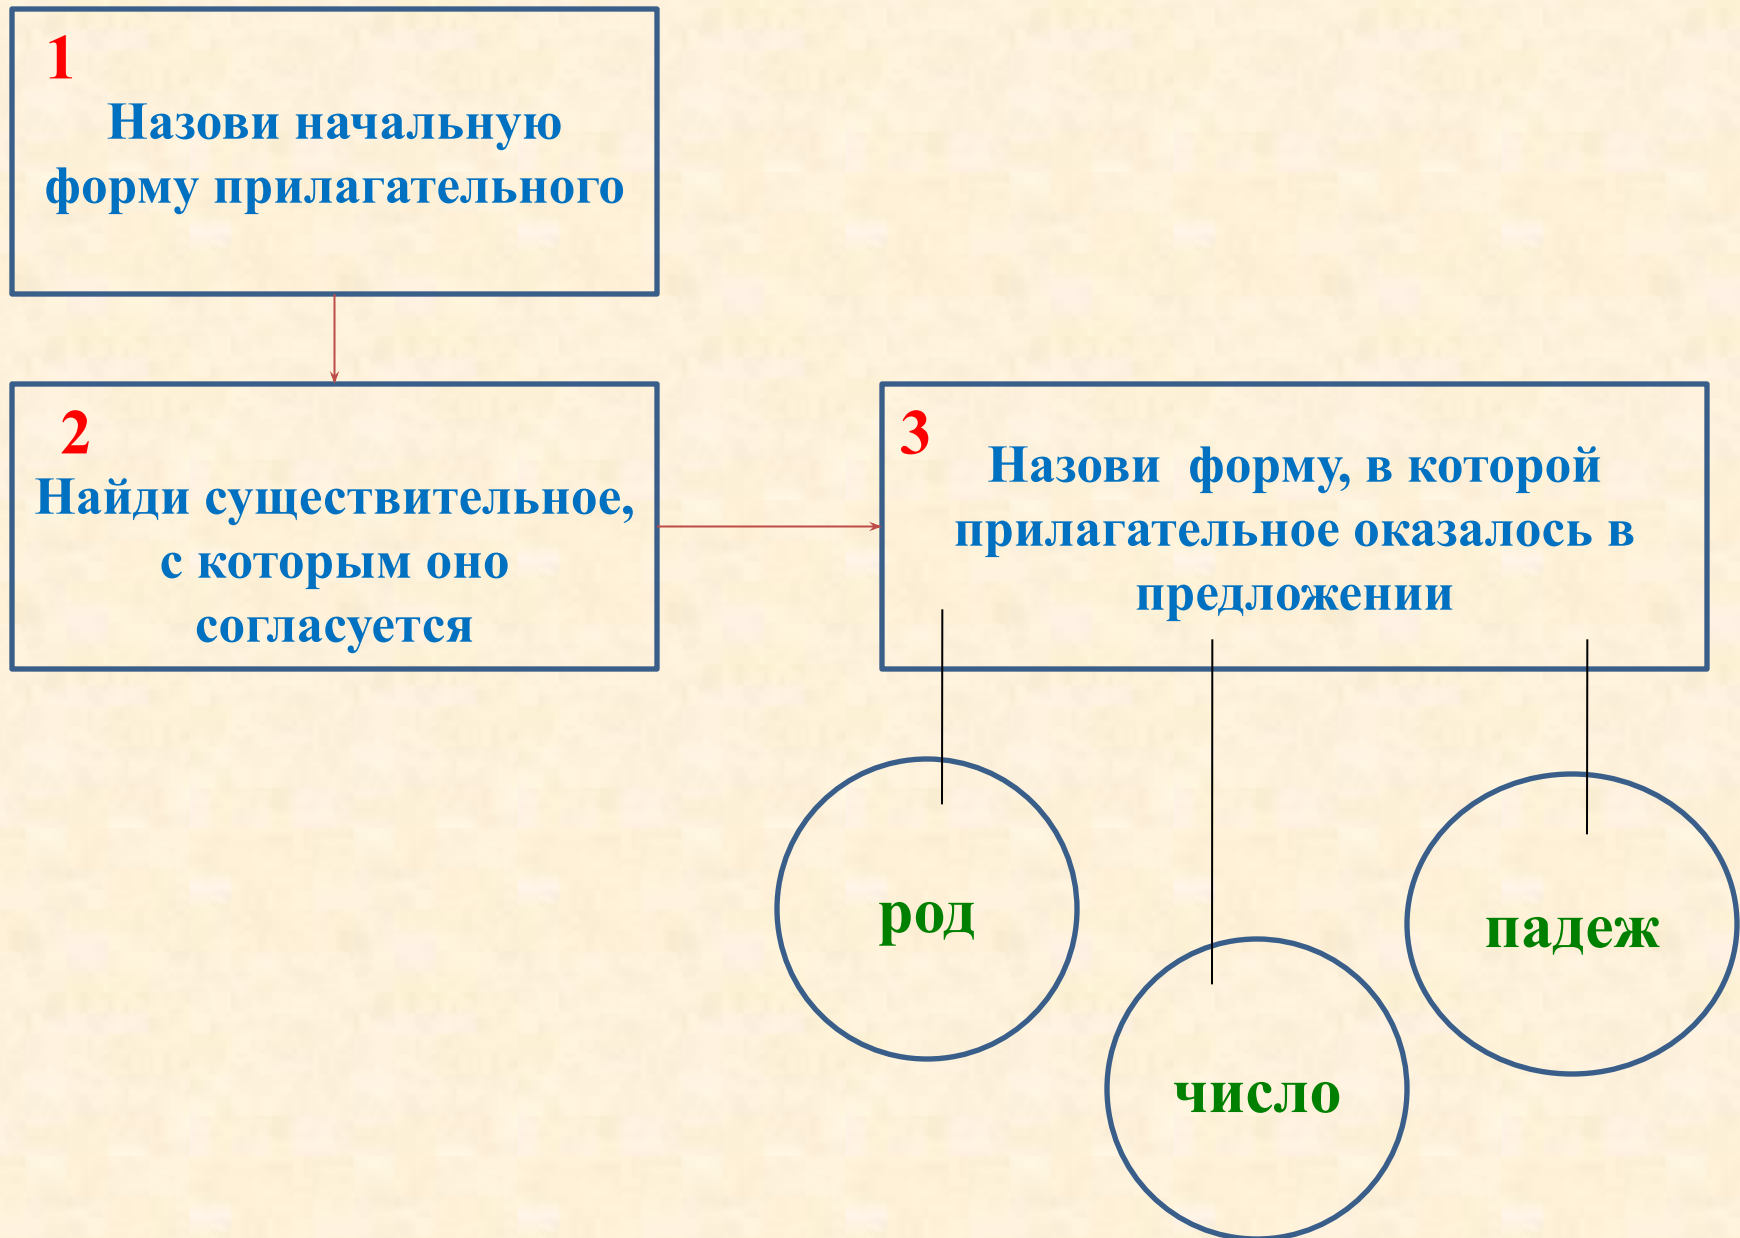 1
Назови начальную
форму прилагательного
2
Найди существительное,
с которым оно
согласуется
3
Назови форму, в которой
прилагательное оказалось в
предложении
род
число
падеж